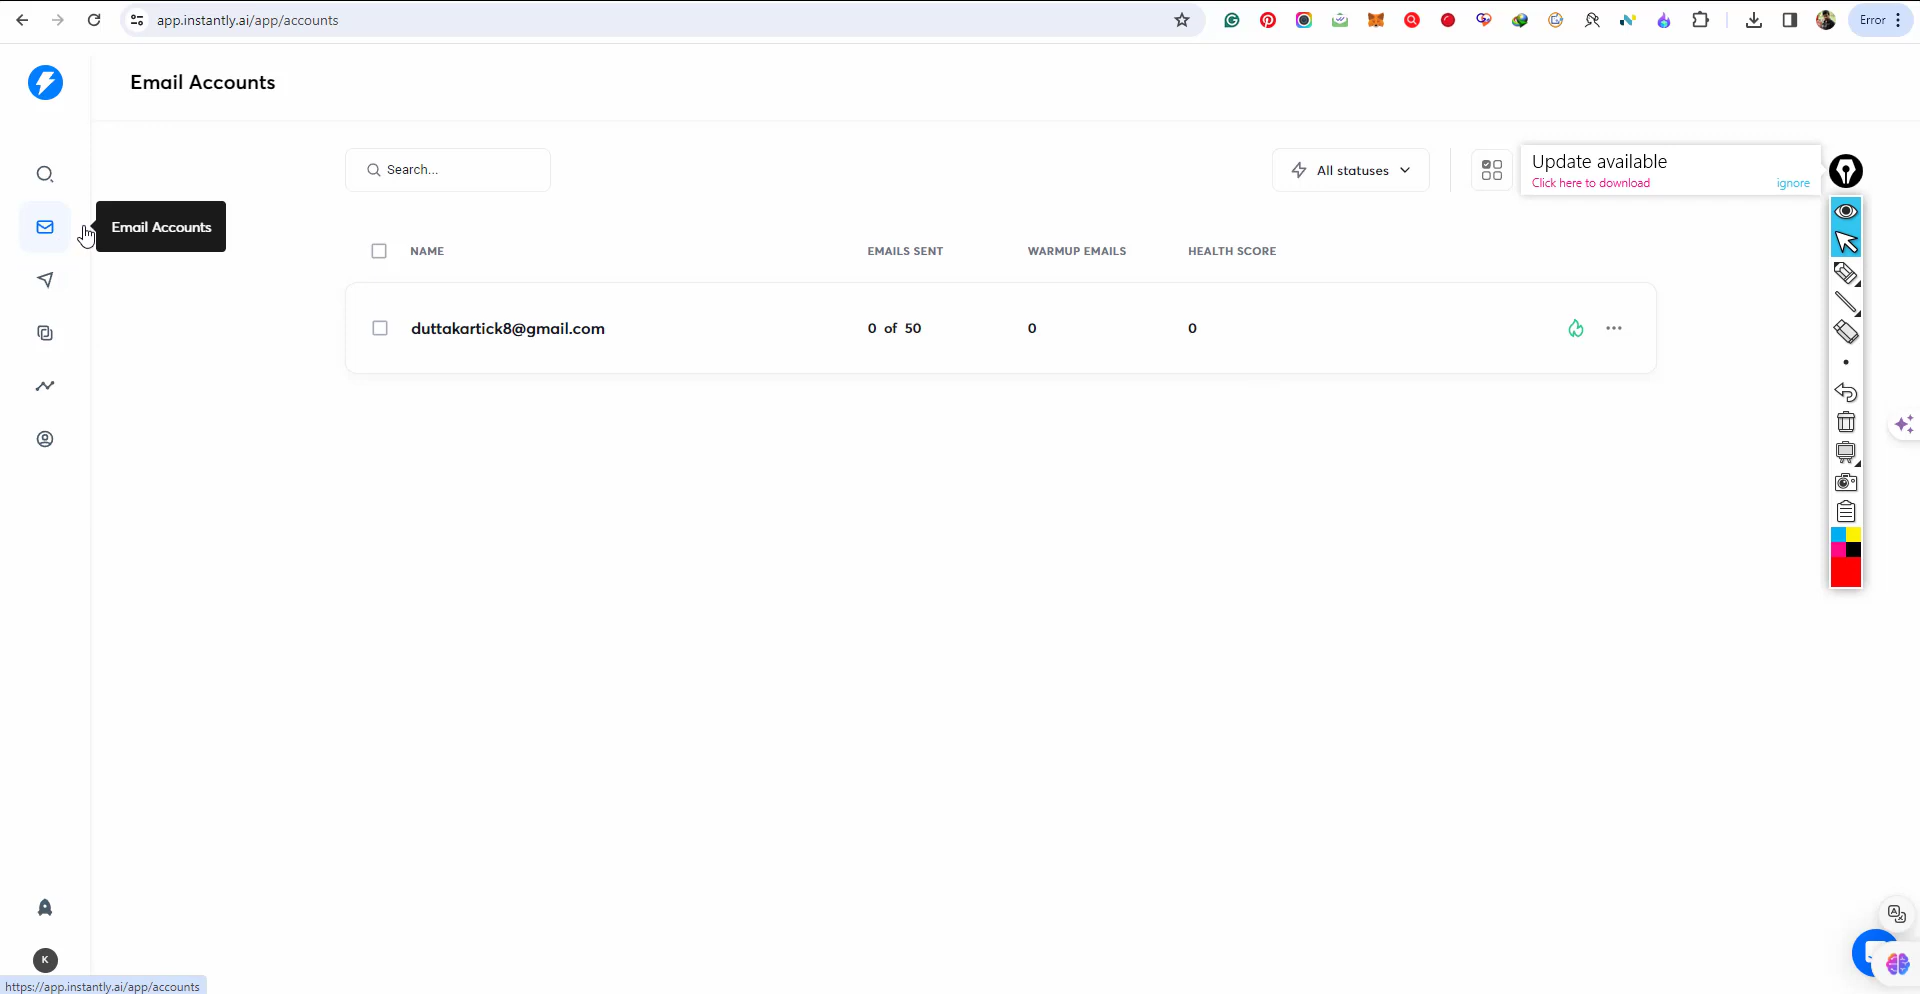 app.instantly.ai/app/accounts
Error
Email Accounts
Search...
All statuses
Update available
Click here to download
ignore
Email Accounts
NAME
EMAILS SENT
WARMUP EMAILS
HEALTH SCORE
duttakartick8@gmail.com
0 of 50
0
0
K
https://app.instantly.ai/app/accounts